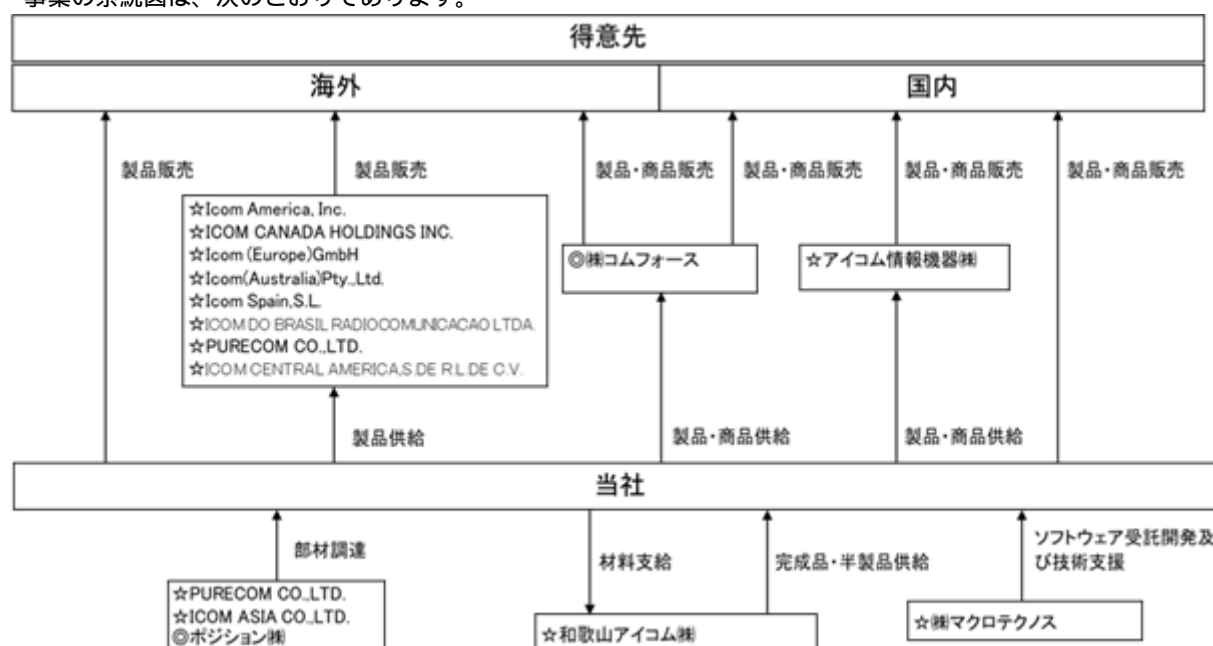 事業の系統図は、次のとおりであります。
得意先
海外
国内
製品販売
製品販売
製品・商品販売
製品・商品販売
製品・商品販売
製品・商品販売
☆Icom America, Inc.
☆ICOM CANADA HOLDINGS INC.
☆Icom (Europe)GmbH
☆Icom(Australia)Pty.,Ltd.
☆Icom Spain,S.L.
☆ICOM DO BRASIL RADIOCOMUNICACAO LTDA.
☆PURECOM CO.,LTD.
☆ICOM CENTRAL AMERICA,S.DE R.L.DE C.V.
◎㈱コムフォース
☆アイコム情報機器㈱
製品供給
製品・商品供給
製品・商品供給
当社
部材調達
材料支給
完成品・半製品供給
ソフトウェア受託開発及
び技術支援
☆PURECOM CO.,LTD.
☆ICOM ASIA CO.,LTD.
◎ポジション㈱
☆和歌山アイコム㈱
☆㈱マクロテクノス